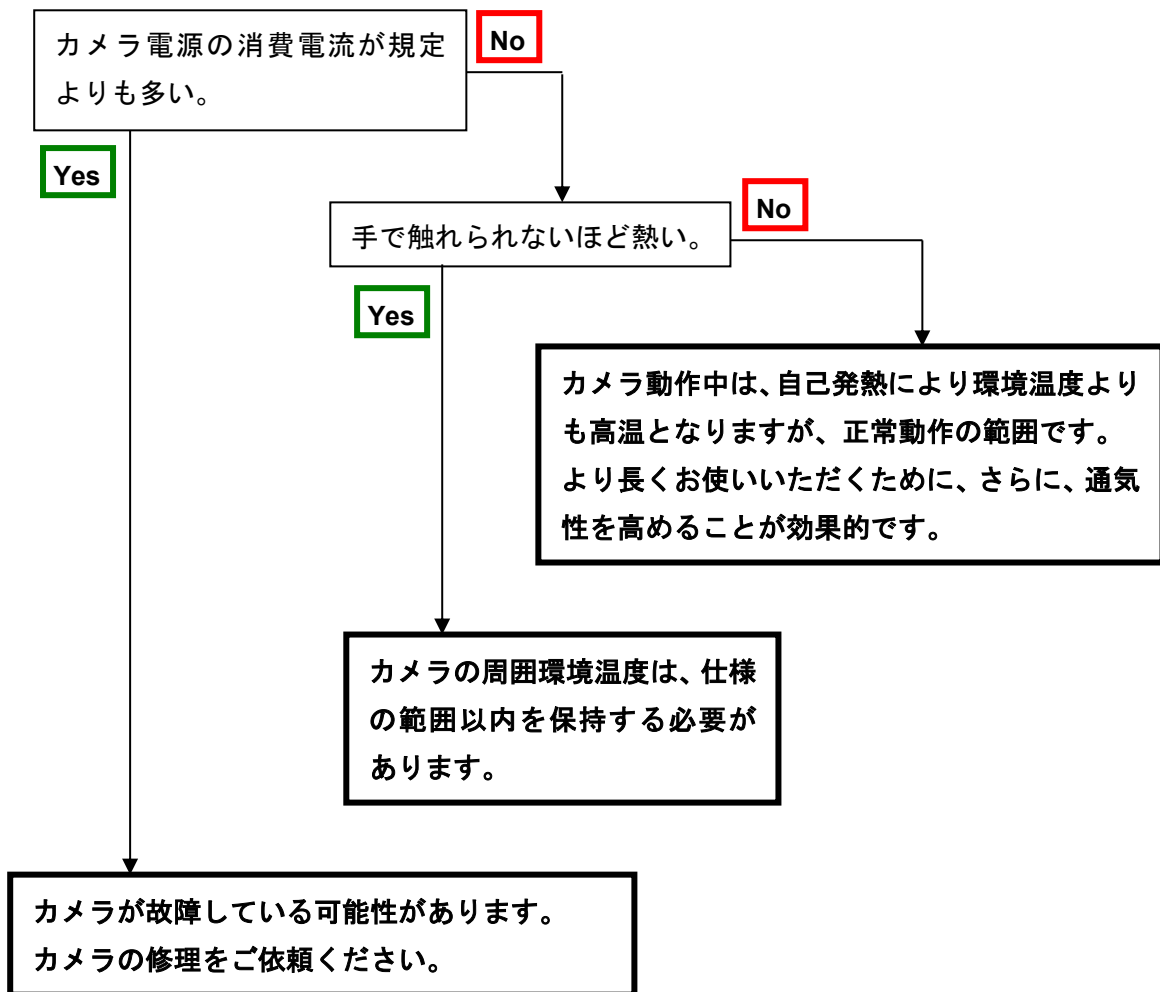 カメラ電源の消費電流が規定
よりも多い。
No
Yes
手で触れられないほど熱い。
No
Yes
カメラ動作中は、自己発熱により環境温度より
も高温となりますが、正常動作の範囲です。
より長くお使いいただくために、さらに、通気
性を高めることが効果的です。
カメラの周囲環境温度は、仕様
の範囲以内を保持する必要が
あります。
カメラが故障している可能性があります。
カメラの修理をご依頼ください。